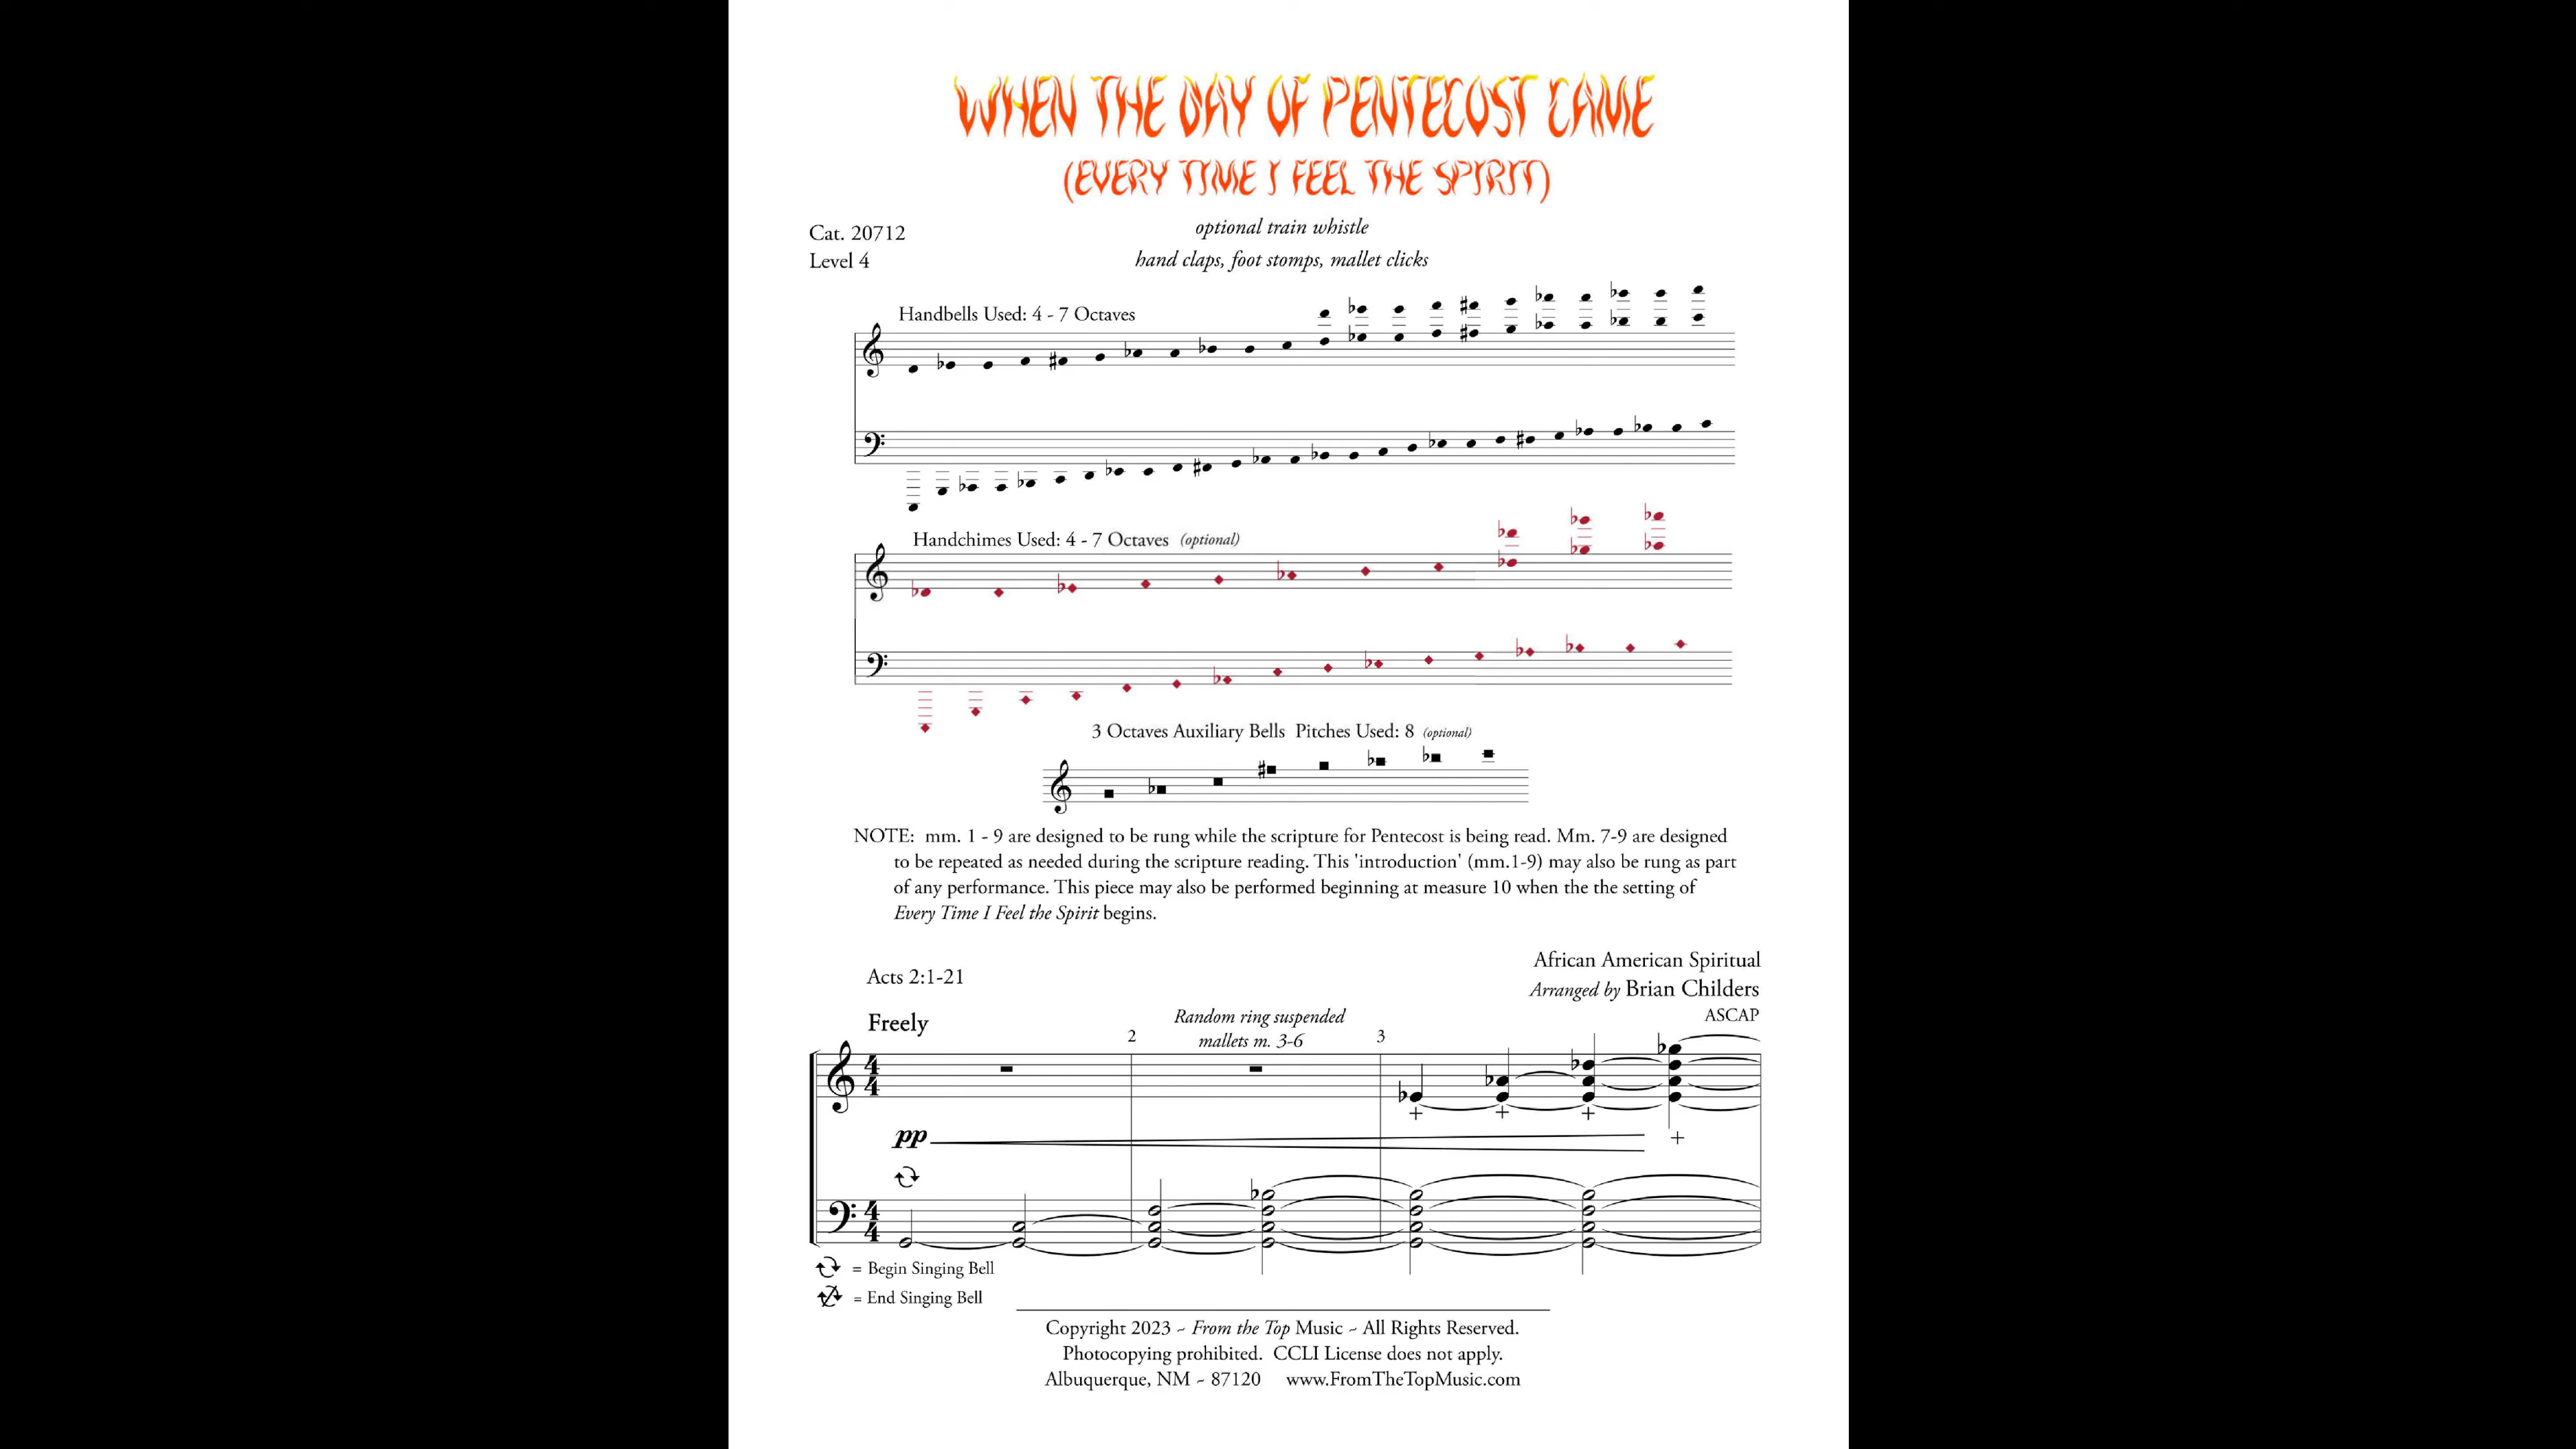 WHEN THE DAY OF PENTECOST CAME
(EVERY TIME I FEEL THE SPIRIT)
Cat. 20712
Level 4
optional train whistle
hand claps, foot stomps, mallet clicks
Handbells Used: 4 - 7 Octaves
Handchimes Used: 4 - 7 Octaves (optional)
3 Octaves Auxiliary Bells Pitches Used: 8 (optional)
NOTE: mm. 1 - 9 are designed to be rung while the scripture for Pentecost is being read. Mm. 7-9 are designed
to be repeated as needed during the scripture reading. This 'introduction' (mm.1-9) may also be rung as part
of any performance. This piece may also be performed beginning at measure 10 when the the setting of
Every Time I Feel the Spirit begins.
Acts 2:1-21
African American Spiritual
Arranged by Brian Childers
ASCAP
Freely
2
Random ring suspended
mallets m. 3-6
3
4
4
pp
4
4
= Begin Singing Bell
= End Singing Bell
Copyright 2023 ~ From the Top Music ~ All Rights Reserved.
Photocopying prohibited. CCLI License does not apply.
Albuquerque, NM ~ 87120 www.FromTheTopMusic.com